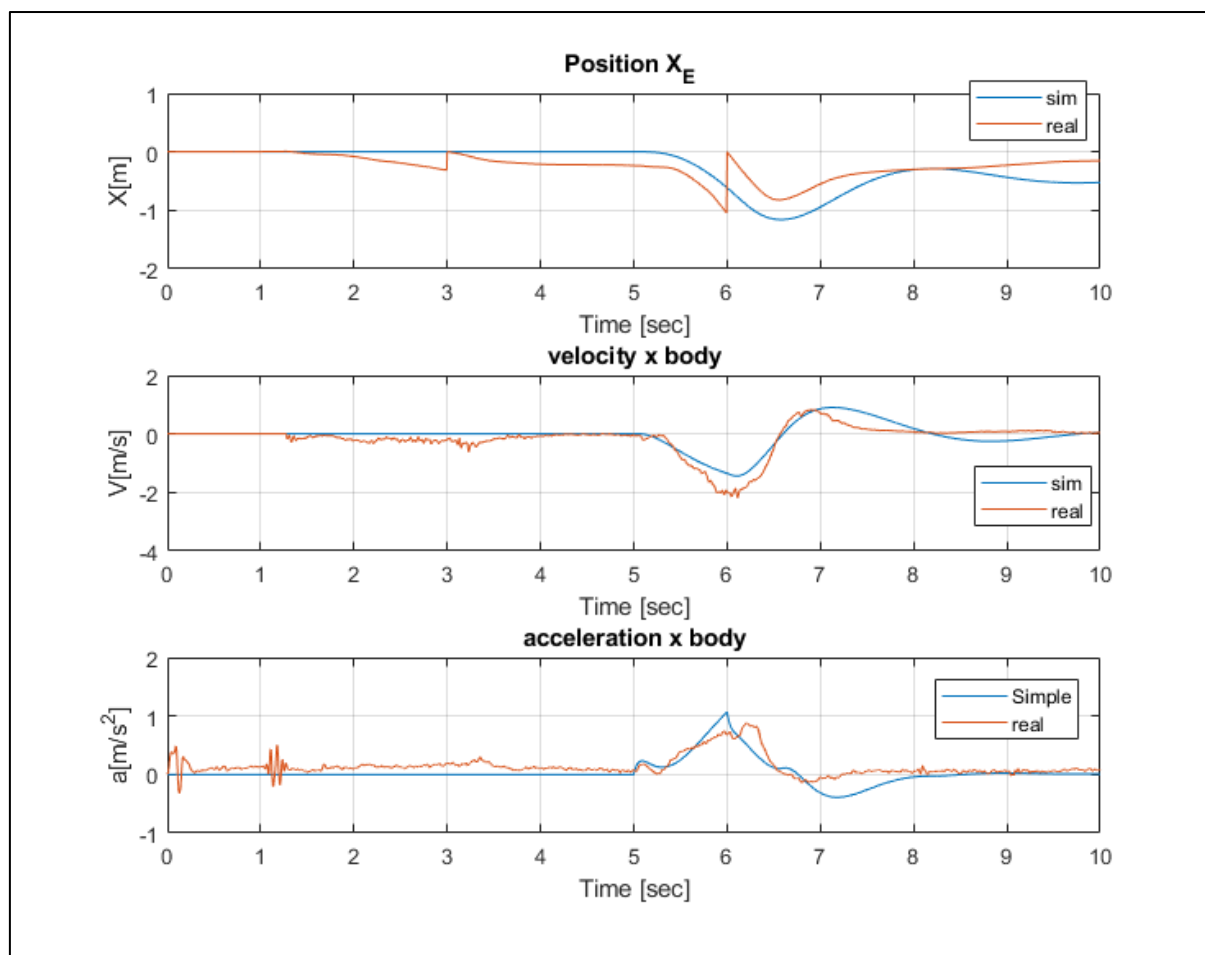 Position X_E
1
0
-1
-2
X[m]
sim
real
0 1 2 3 4 5 6 7 8 9 10
Time [sec]
velocity x body
2
0
-2
-4
V[m/s]
sim
real
0 1 2 3 4 5 6 7 8 9 10
Time [sec]
acceleration x body
2
1
0
-1
a[m/s²]
Simple
real
0 1 2 3 4 5 6 7 8 9 10
Time [sec]